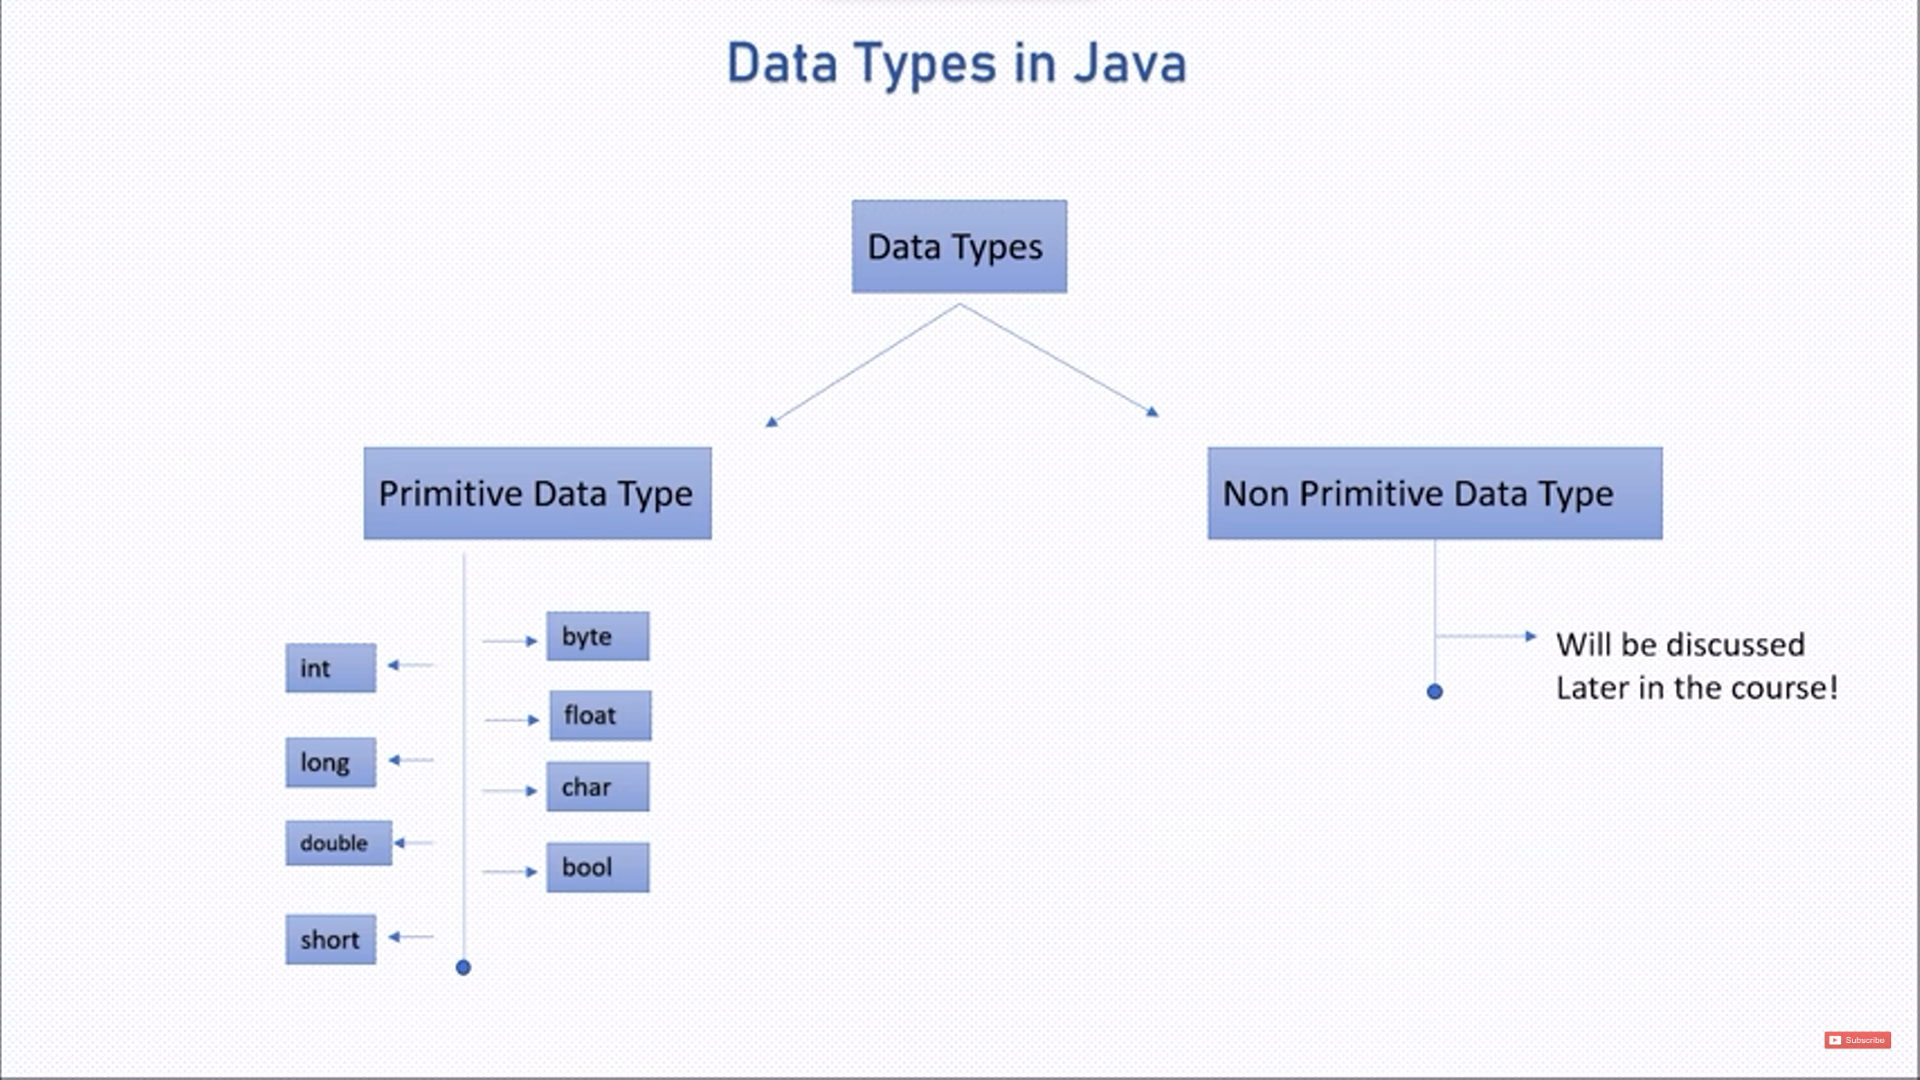 Data Types in Java
Data Types
Primitive Data Type
Non Primitive Data Type
int
long
double
short
byte
float
char
bool
Will be discussed
Later in the course!
Subscribe